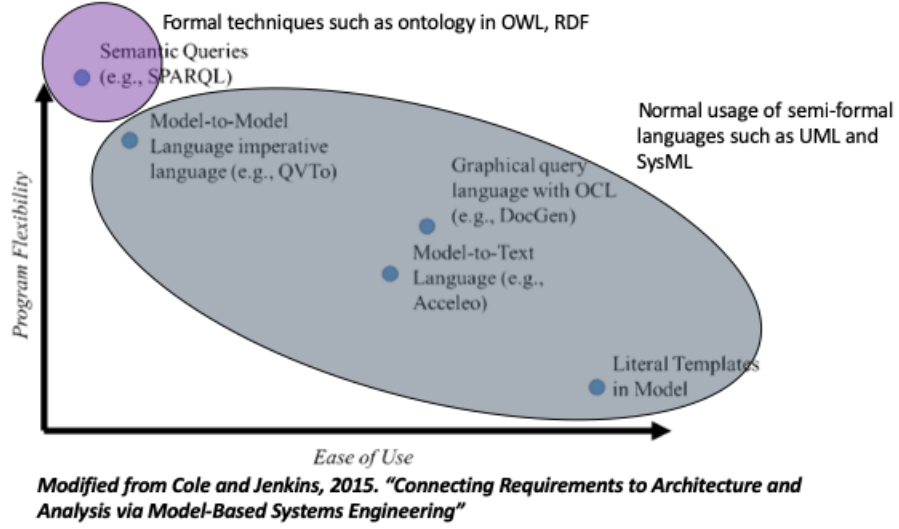 Formal techniques such as ontology in OWL, RDF
Semantic Queries
(e.g., SPARQL)
Normal usage of semi-formal
languages such as UML and
SysML
Model-to-Model
Language imperative
language (e.g., QVTo)
Graphical query
language with OCL
(e.g., DocGen)
Model-to-Text
Language (e.g.,
Acceleo)
Literal Templates
in Model
Program Flexibility
Ease of Use
Modified from Cole and Jenkins, 2015. “Connecting Requirements to Architecture and
Analysis via Model-Based Systems Engineering”